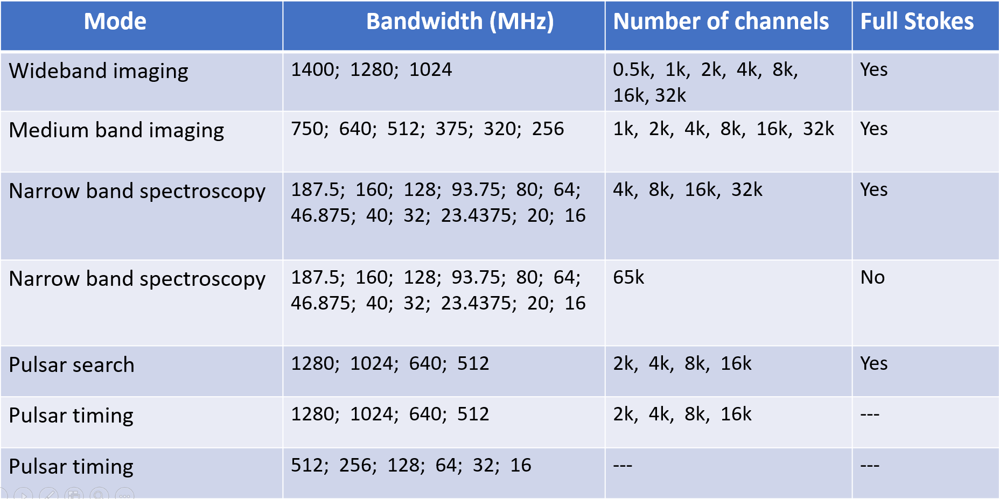 Mode Bandwidth (MHz) Number of channels Full Stokes
Wideband imaging 1400; 1280; 1024 0.5k, 1k, 2k, 4k, 8k, Yes
16k, 32k
Medium band imaging 750; 640; 512; 375; 320; 256 1k, 2k, 4k, 8k, 16k, 32k Yes
Narrow band spectroscopy 187.5; 160; 128; 93.75; 80; 64; 4k, 8k, 16k, 32k Yes
46.875; 40; 32; 23.4375; 20; 16
Narrow band spectroscopy 187.5; 160; 128; 93.75; 80; 64; 65k No
46.875; 40; 32; 23.4375; 20; 16
Pulsar search 1280; 1024; 640; 512 2k, 4k, 8k, 16k Yes
Pulsar timing 1280; 1024; 640; 512 2k, 4k, 8k, 16k ---
Pulsar timing 512; 256; 128; 64; 32; 16 --- ---